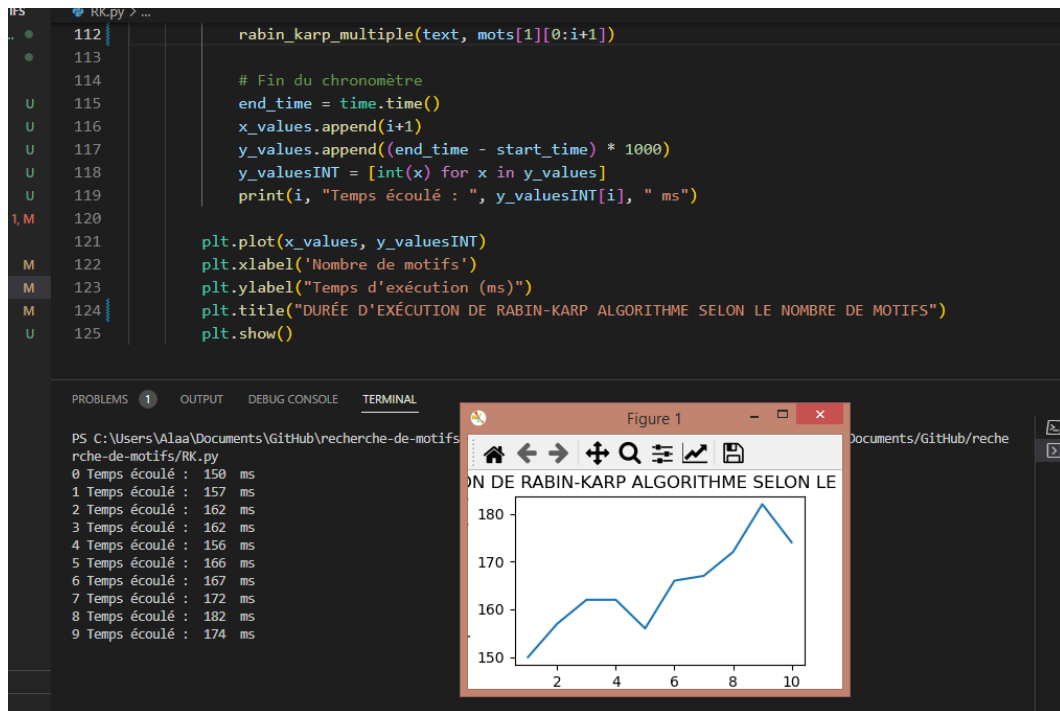 RK.py > ...
112 rabin_karp_multiple(text, mots[1][0:i+1])
113
114 # Fin du chronomètre
U 115 end_time = time.time()
U 116 x_values.append(i+1)
U 117 y_values.append((end_time - start_time) * 1000)
U 118 y_valuesINT = [int(x) for x in y_values]
U 119 print(i, "Temps écoulé : ", y_valuesINT[i], " ms")
1, M 120
121 plt.plot(x_values, y_valuesINT)
M 122 plt.xlabel('Nombre de motifs')
M 123 plt.ylabel("Temps d'exécution (ms)")
M 124 plt.title("DURÉE D'EXÉCUTION DE RABIN-KARP ALGORITHME SELON LE NOMBRE DE MOTIFS")
U 125 plt.show()
PROBLEMS 1 OUTPUT DEBUG CONSOLE TERMINAL
PS C:\Users\Alaa\Documents\GitHub\recherche-de-motifs
Documents/GitHub/reche
rche-de-motifs/RK.py
0 Temps écoulé : 150 ms
1 Temps écoulé : 157 ms
2 Temps écoulé : 162 ms
3 Temps écoulé : 162 ms
4 Temps écoulé : 156 ms
5 Temps écoulé : 166 ms
6 Temps écoulé : 167 ms
7 Temps écoulé : 172 ms
8 Temps écoulé : 182 ms
9 Temps écoulé : 174 ms
Figure 1
ON DE RABIN-KARP ALGORITHME SELON LE
180
170
160
150
2 4 6 8 10